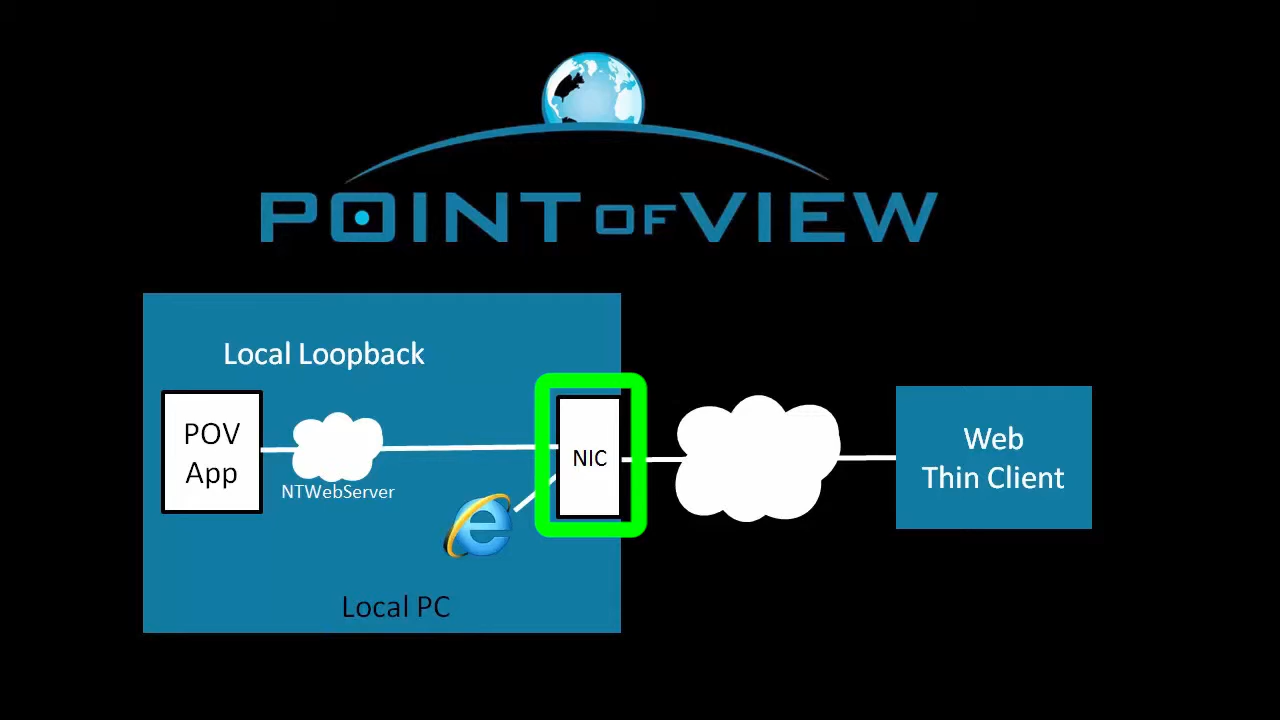 POINT OF VIEW
Local Loopback
POV
App
NTWebServer
NIC
Local PC
Web
Thin Client